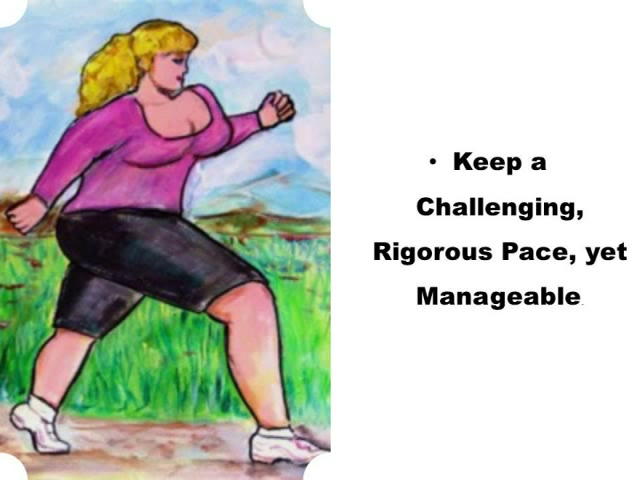 • Keep a
Challenging,
Rigorous Pace, yet
Manageable.